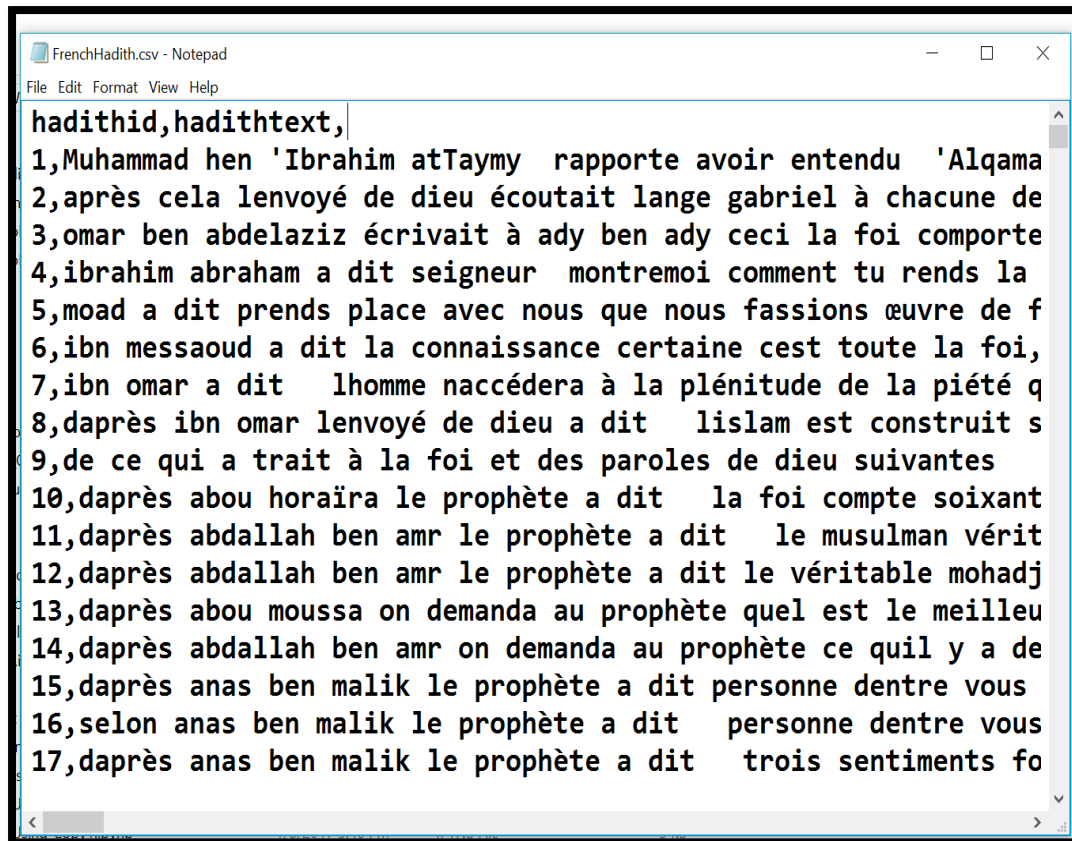 FrenchHadith.csv - Notepad
File Edit Format View Help
hadithid,hadithtext,
1,Muhammad hen 'Ibrahim atTaymy  rapporte avoir entendu  'Alqama
2,après cela lenvoyé de dieu écoutait lange gabriel à chacune de
3,omar ben abdelaziz écrivait à ady ben ady ceci la foi comporte
4,ibrahim abraham a dit seigneur  montremoi comment tu rends la
5,moad a dit prends place avec nous que nous fassions œuvre de f
6,ibn messaoud a dit la connaissance certaine cest toute la foi,
7,ibn omar a dit   lhomme naccédera à la plénitude de la piété q
8,daprès ibn omar lenvoyé de dieu a dit   lislam est construit s
9,de ce qui a trait à la foi et des paroles de dieu suivantes
10,daprès abou horaïra le prophète a dit   la foi compte soixant
11,daprès abdallah ben amr le prophète a dit   le musulman vérit
12,daprès abdallah ben amr le prophète a dit le véritable mohadj
13,daprès abou moussa on demanda au prophète quel est le meilleu
14,daprès abdallah ben amr on demanda au prophète ce quil y a de
15,daprès anas ben malik le prophète a dit personne dentre vous
16,selon anas ben malik le prophète a dit   personne dentre vous
17,daprès anas ben malik le prophète a dit   trois sentiments fo